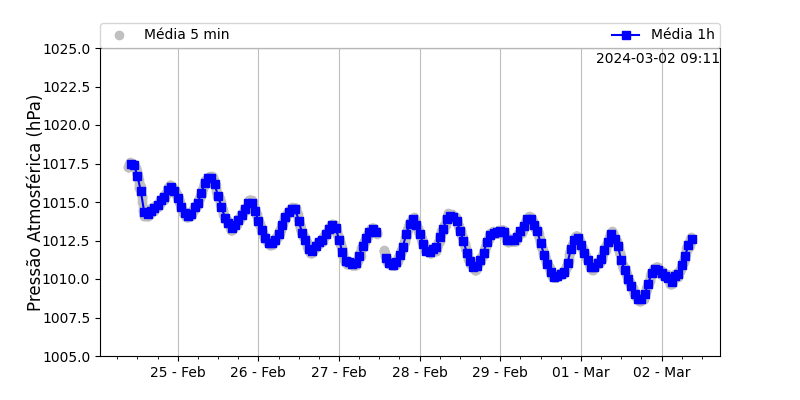 Média 5 min
Média 1h
2024-03-02 09:11
Pressão Atmosférica (hPa)
1025.0
1022.5
1020.0
1017.5
1015.0
1012.5
1010.0
1007.5
1005.0
25 - Feb
26 - Feb
27 - Feb
28 - Feb
29 - Feb
01 - Mar
02 - Mar